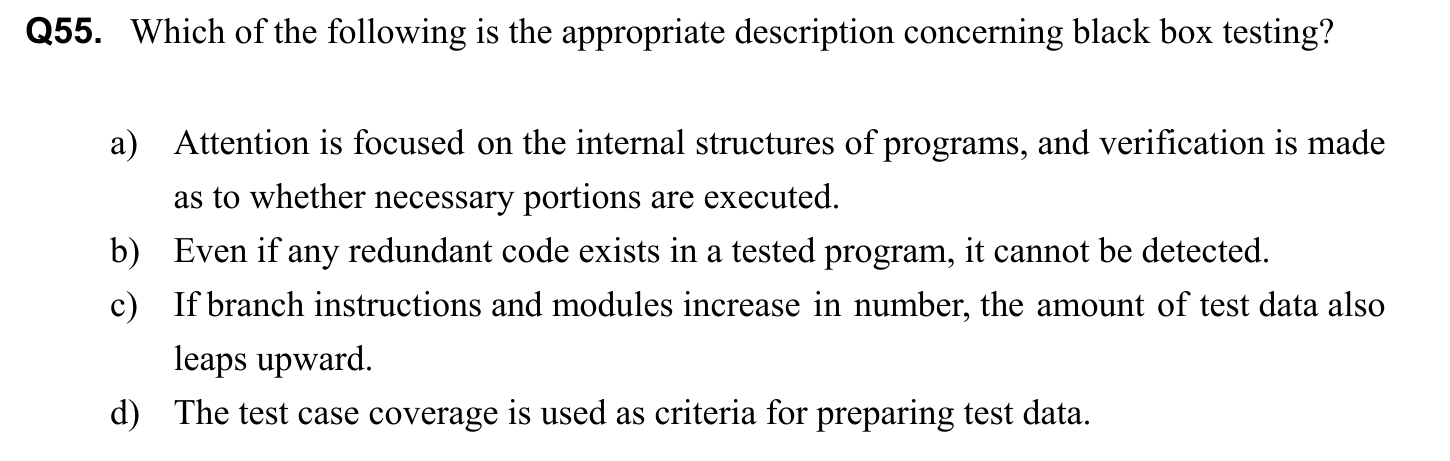 Q55. Which of the following is the appropriate description concerning black box testing?
a) Attention is focused on the internal structures of programs, and verification is made
as to whether necessary portions are executed.
b) Even if any redundant code exists in a tested program, it cannot be detected.
c) If branch instructions and modules increase in number, the amount of test data also
leaps upward.
d) The test case coverage is used as criteria for preparing test data.